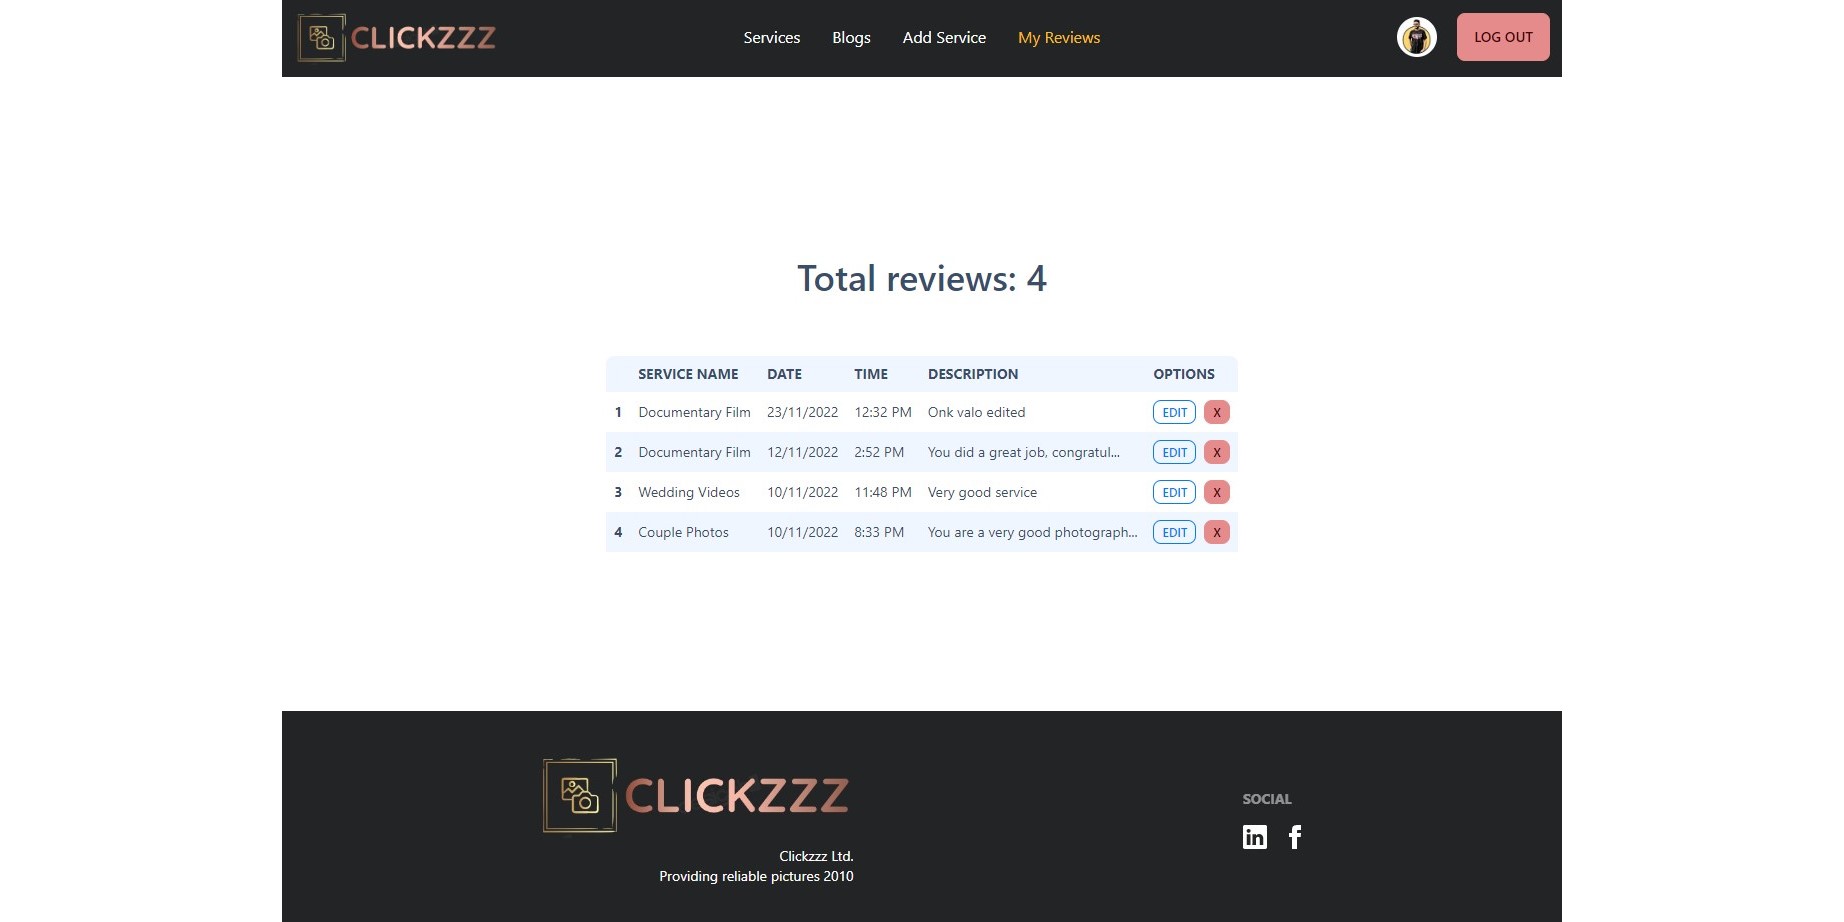 CLICKZZZ Services Blogs Add Service My Reviews LOG OUT
Total reviews: 4
SERVICE NAME DATE TIME DESCRIPTION OPTIONS
1 Documentary Film 23/11/2022 12:32 PM Onk valo edited EDIT X
2 Documentary Film 12/11/2022 2:52 PM You did a great job, congratul... EDIT X
3 Wedding Videos 10/11/2022 11:48 PM Very good service EDIT X
4 Couple Photos 10/11/2022 8:33 PM You are a very good photograph... EDIT X
CLICKZZZ
Clickzzz Ltd.
Providing reliable pictures 2010
SOCIAL
in f